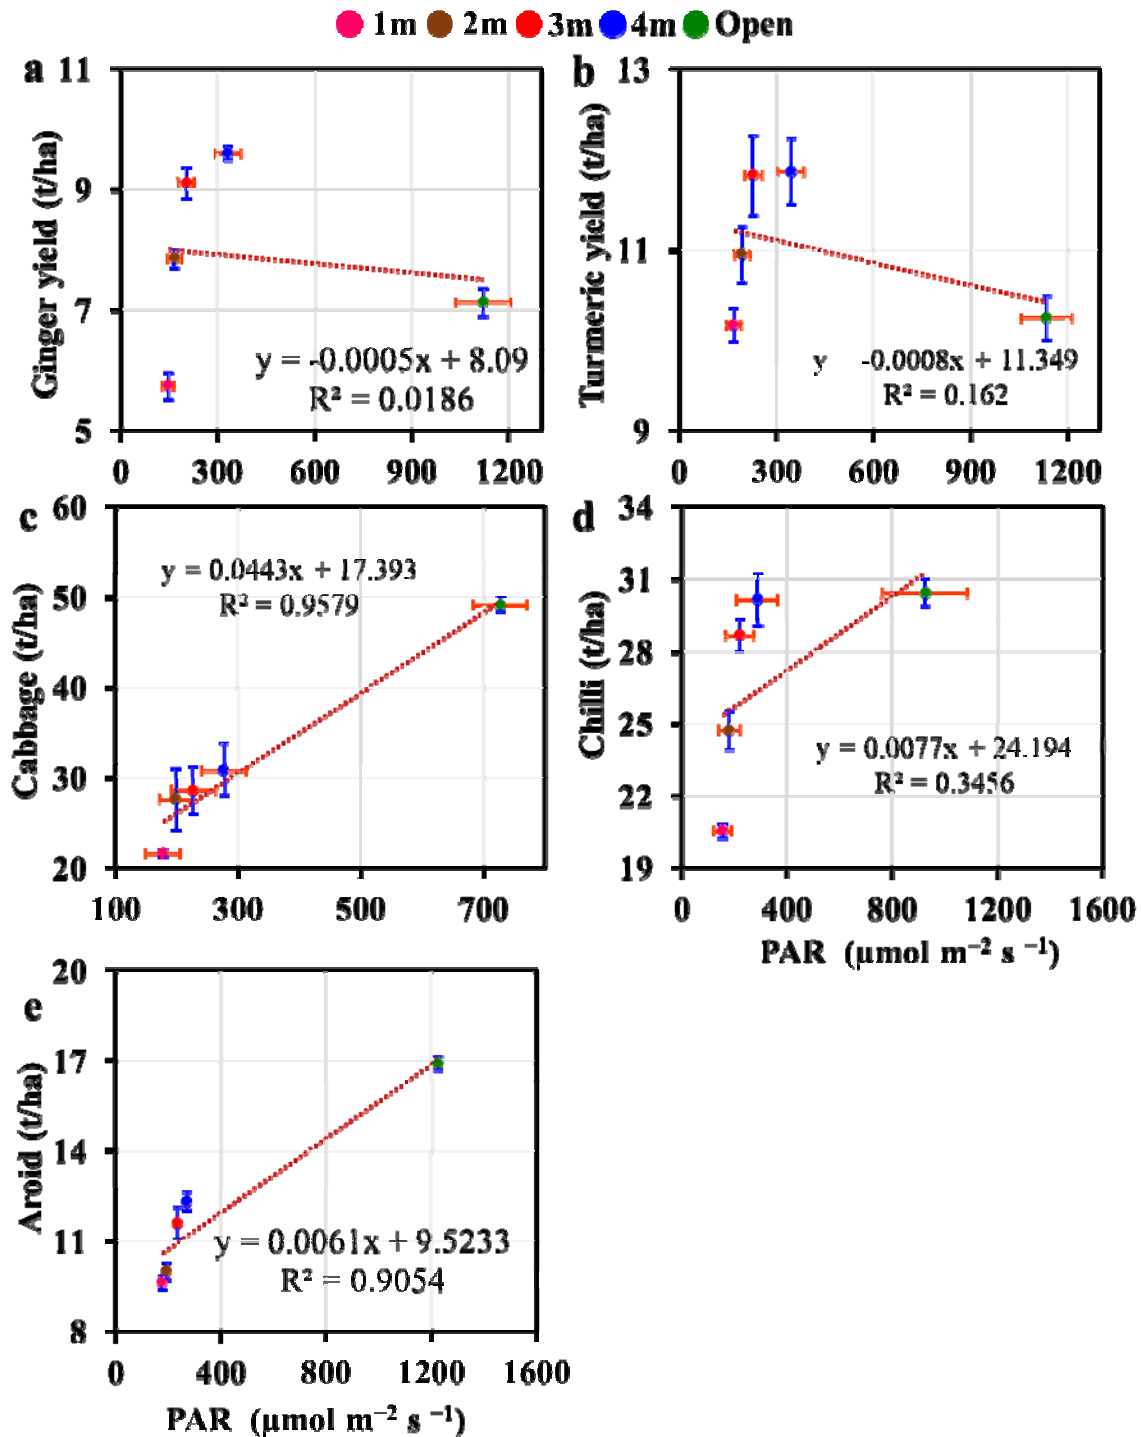 1m 2m 3m 4m Open
a
Ginger yield (t/ha)
11
9
7
5
y = -0.0005x + 8.09
R² = 0.0186
0 300 600 900 1200
b
Turmeric yield (t/ha)
13
11
9
y -0.0008x + 11.349
R² = 0.162
0 300 600 900 1200
c
Cabbage (t/ha)
60
50
40
30
20
y = 0.0443x + 17.393
R² = 0.9579
100 300 500 700
d
Chilli (t/ha)
34
31
28
25
22
19
y = 0.0077x + 24.194
R² = 0.3456
0 400 800 1200 1600
PAR (µmol m⁻² s ⁻¹)
e
Aroid (t/ha)
20
17
14
11
8
y = 0.0061x + 9.5233
R² = 0.9054
0 400 800 1200 1600
PAR (µmol m⁻² s ⁻¹)